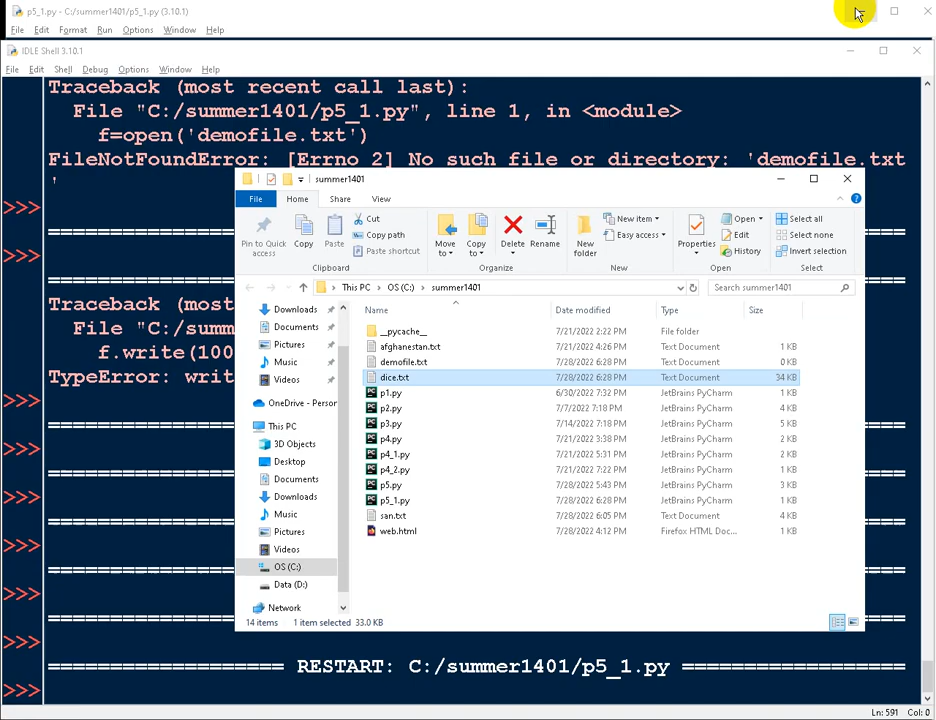 p5_1.py - C:/summer1401/p5_1.py (3.10.1)
File Edit Format Run Options Window Help
IDLE Shell 3.10.1
File Edit Shell Debug Options Window Help
Traceback (most recent call last):
File "C:/summer1401/p5_1.py", line 1, in <module>
f=open('demofile.txt')
FileNotFoundError: [Errno 2] No such file or directory: 'demofile.txt
'
>>>
>>>
Traceback (most
File "C:/summ
f.write(100
TypeError: writ
>>>
>>>
>>>
>>>
>>>
>>>
==================== RESTART: C:/summer1401/p5_1.py ====================
>>>
Ln: 591 Col: 0
summer1401
File Home Share View
Pin to Quick access
Copy
Paste
Cut
Copy path
Paste shortcut
Clipboard
Move to
Copy to
Delete
Rename
Organize
New folder
New item
Easy access
New
Properties
Open
Edit
History
Open
Select all
Select none
Invert selection
Select
This PC > OS (C:) > summer1401
Search summer1401
Downloads
Documents
Pictures
Music
Videos
OneDrive - Person
This PC
3D Objects
Desktop
Documents
Downloads
Music
Pictures
Videos
OS (C:)
Data (D:)
Network
Name Date modified Type Size
__pycache__ 7/21/2022 2:22 PM File folder
afghanestan.txt 7/21/2022 4:26 PM Text Document 1 KB
demofile.txt 7/28/2022 6:28 PM Text Document 0 KB
dice.txt 7/28/2022 6:28 PM Text Document 34 KB
p1.py 6/30/2022 7:32 PM JetBrains PyCharm 1 KB
p2.py 7/7/2022 7:18 PM JetBrains PyCharm 4 KB
p3.py 7/14/2022 7:18 PM JetBrains PyCharm 5 KB
p4.py 7/21/2022 3:38 PM JetBrains PyCharm 2 KB
p4_1.py 7/21/2022 5:31 PM JetBrains PyCharm 2 KB
p4_2.py 7/21/2022 7:22 PM JetBrains PyCharm 1 KB
p5.py 7/28/2022 5:43 PM JetBrains PyCharm 3 KB
p5_1.py 7/28/2022 6:28 PM JetBrains PyCharm 1 KB
san.txt 7/28/2022 6:05 PM Text Document 4 KB
web.html 7/28/2022 4:12 PM Firefox HTML Doc... 1 KB
14 items 1 item selected 33.0 KB